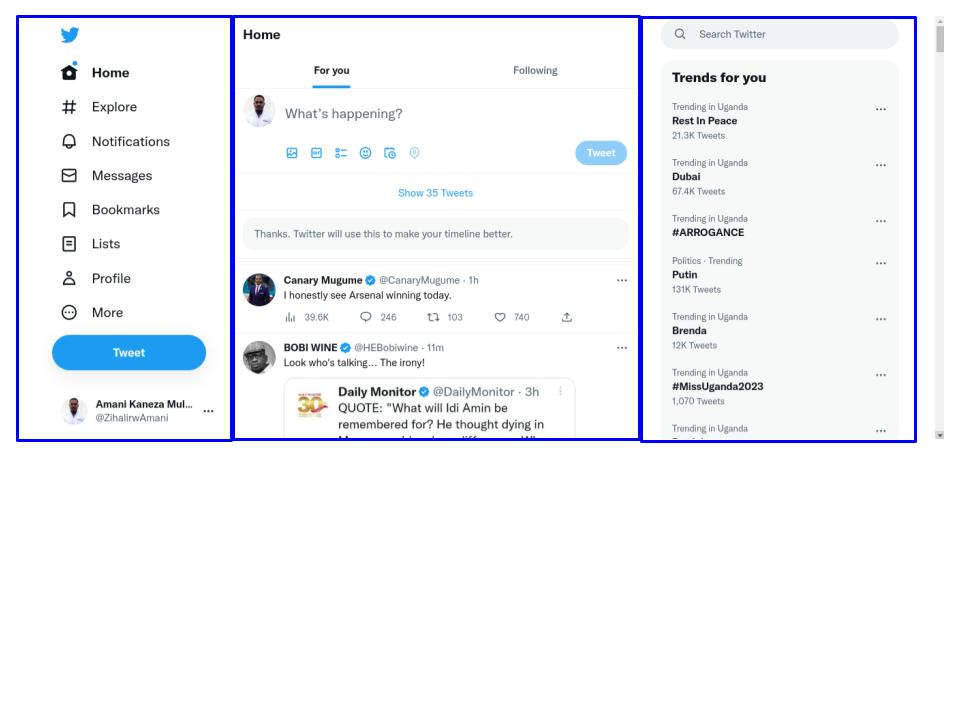 Home
Explore
Notifications
Messages
Bookmarks
Lists
Profile
More
Tweet
Amani Kaneza Mul...
@ZihalirwAmani
Home
For you Following
What's happening?
GIF
Tweet
Show 35 Tweets
Thanks. Twitter will use this to make your timeline better.
Canary Mugume @CanaryMugume · 1h
I honestly see Arsenal winning today.
39.6K 246 103 740
BOBI WINE @HEBobiwine · 11m
Look who's talking... The irony!
30
Daily Monitor @DailyMonitor · 3h
QUOTE: "What will Idi Amin be
remembered for? He thought dying in
Search Twitter
Trends for you
Trending in Uganda
Rest In Peace
21.3K Tweets
Trending in Uganda
Dubai
67.4K Tweets
Trending in Uganda
#ARROGANCE
Politics · Trending
Putin
131K Tweets
Trending in Uganda
Brenda
12K Tweets
Trending in Uganda
#MissUganda2023
1,070 Tweets
Trending in Uganda